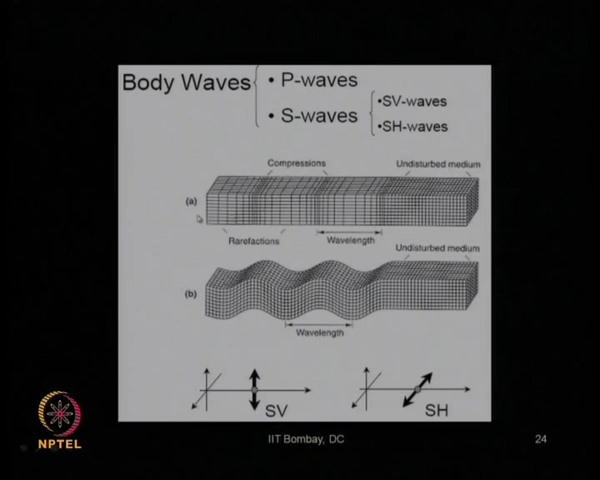 Body Waves
• P-waves
• S-waves
•SV-waves
•SH-waves
Compressions
Undisturbed medium
(a)
Rarefactions
Wavelength
Undisturbed medium
(b)
Wavelength
SV
SH
NPTEL
IIT Bombay, DC
24